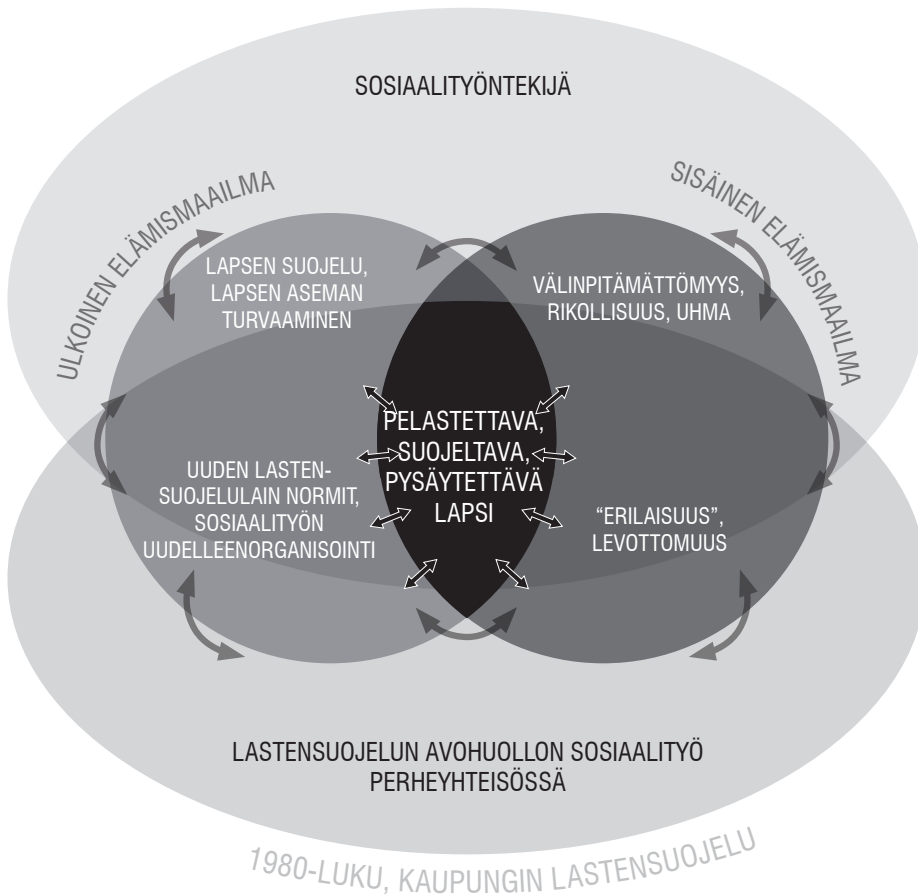 SOSIAALITYÖNTEKIJÄ
ULKOINEN ELÄMISMAAILMA
SISÄINEN ELÄMISMAAILMA
LAPSEN SUOJELU,
LAPSEN ASEMAN
TURVAAMINEN
VÄLINPITÄMÄTTÖMYYS,
RIKOLLISUUS, UHMA
PELASTETTAVA,
SUOJELTAVA,
PYSÄYTETTÄVÄ
LAPSI
UUDEN LASTEN-
SUOJELULAIN NORMIT,
SOSIAALITYÖN
UUDELLEENORGANISOINTI
“ERILAISUUS”,
LEVOTTOMUUS
LASTENSUOJELUN AVOHUOLLON SOSIAALITYÖ
PERHEYHTEISÖSSÄ
1980-LUKU, KAUPUNGIN LASTENSUOJELU